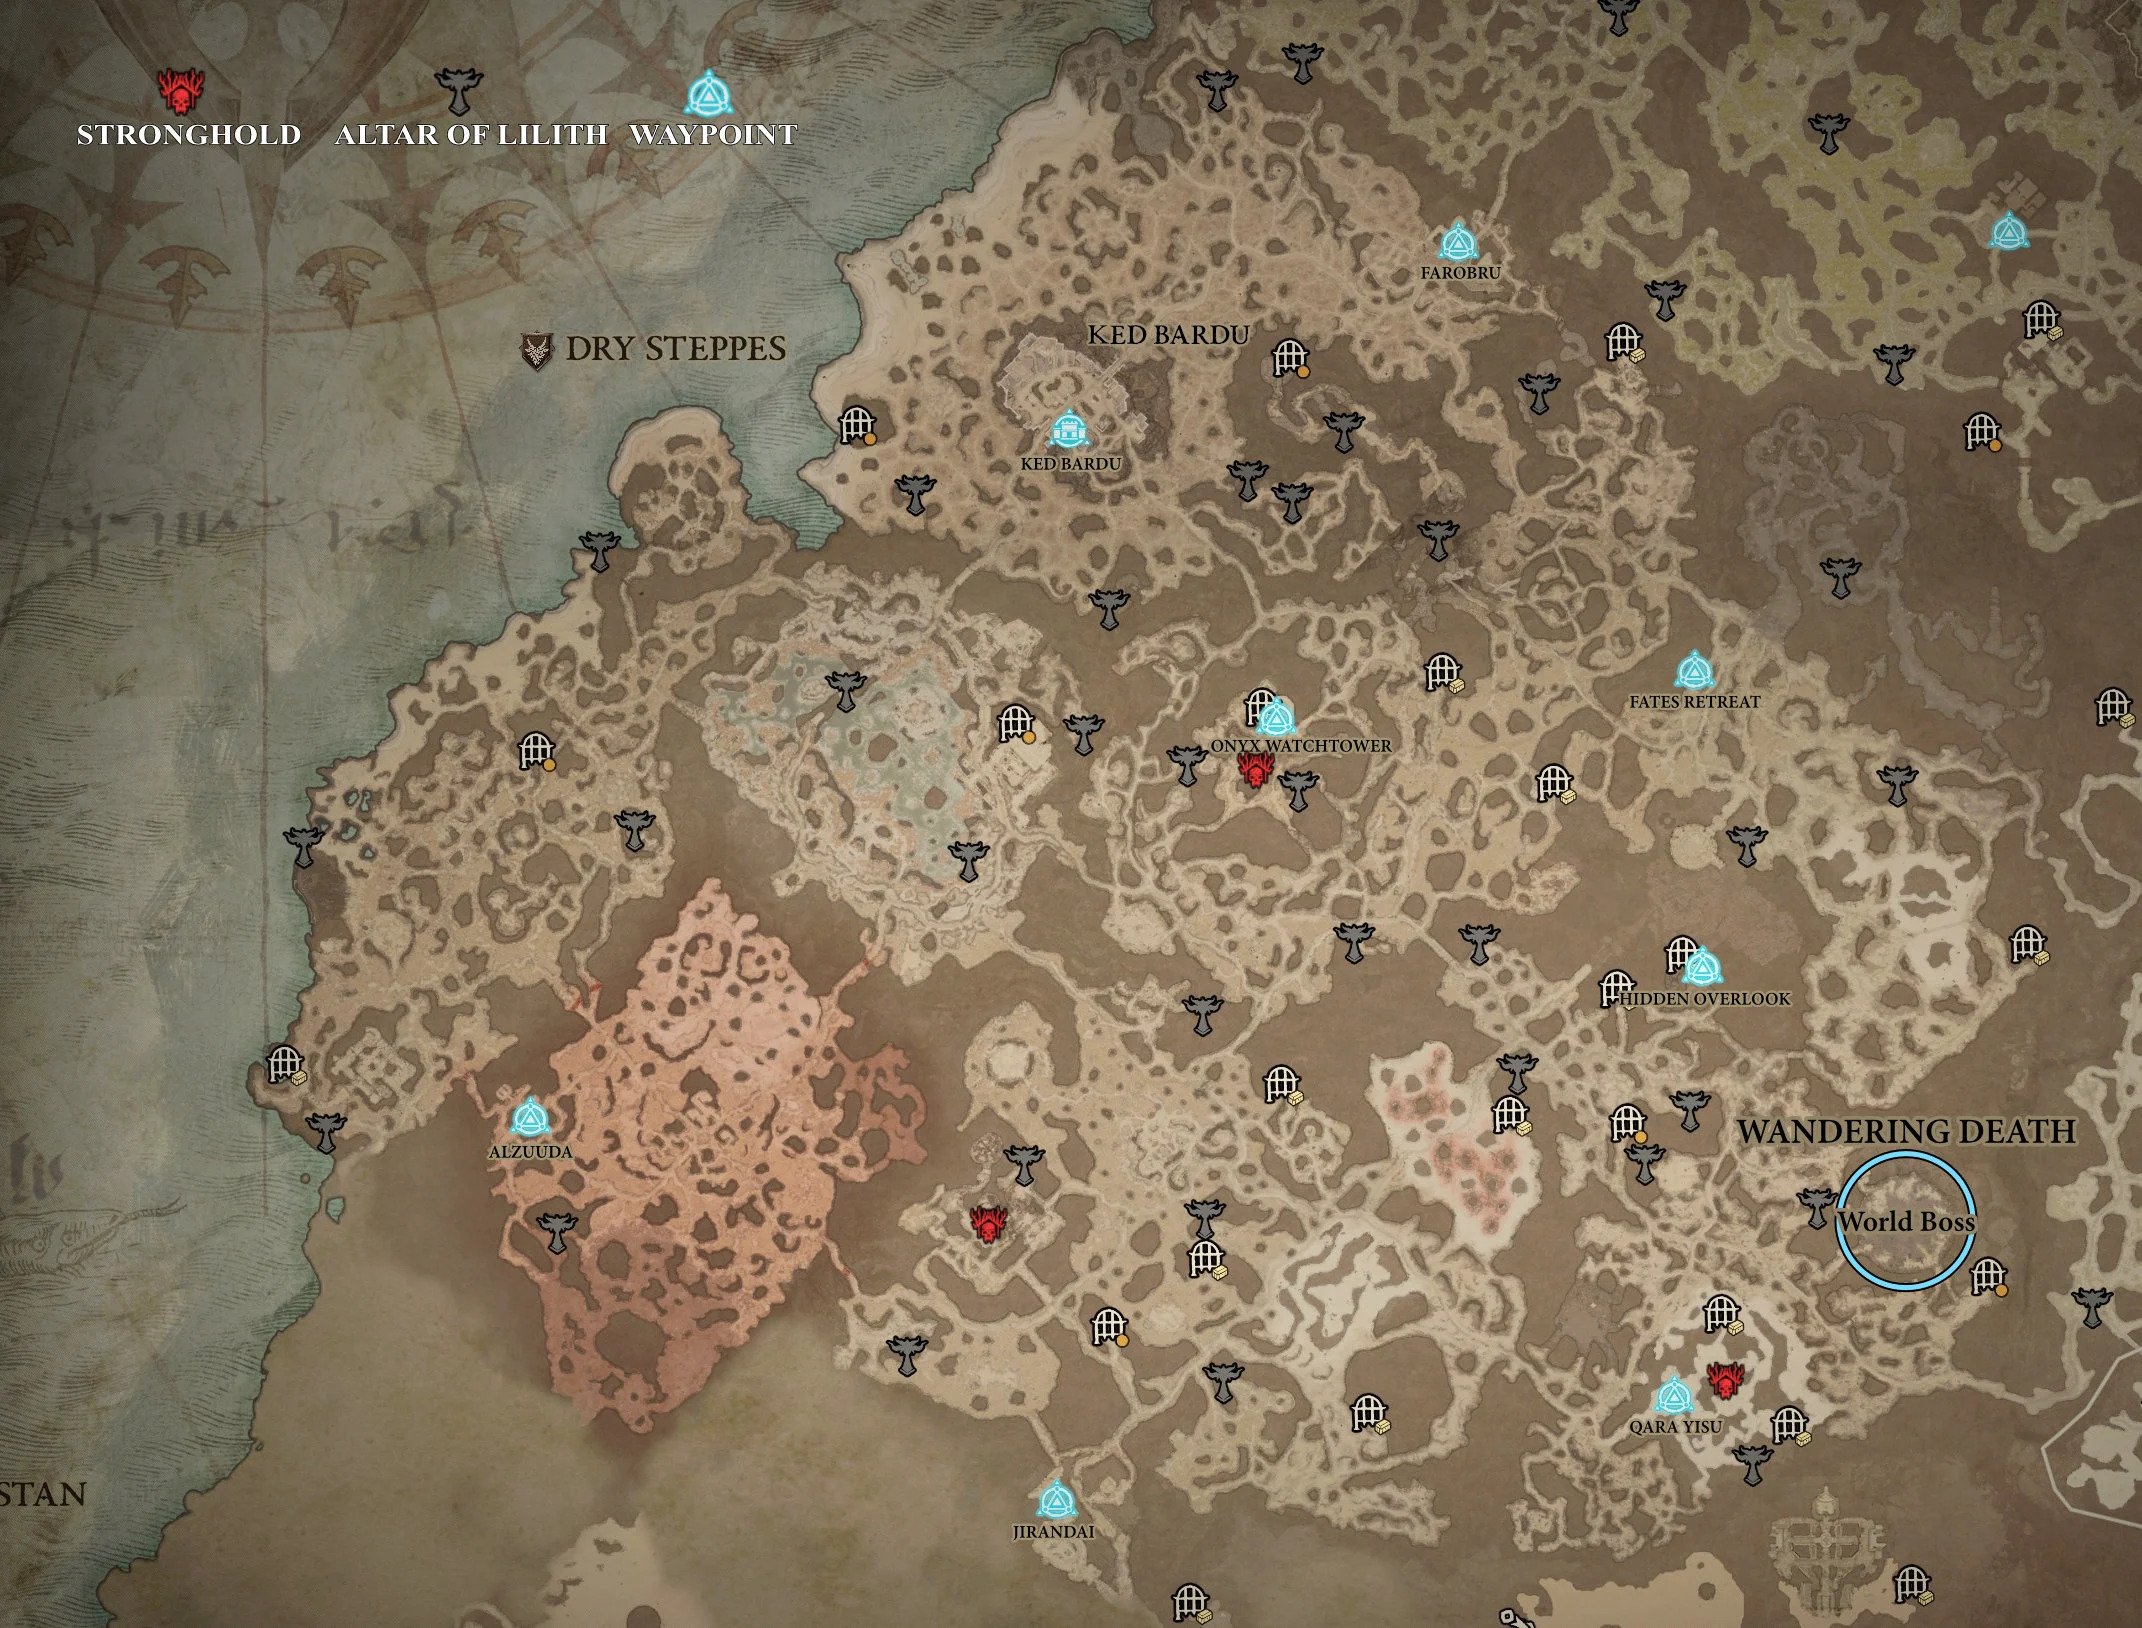 STRONGHOLD
ALTAR OF LILITH
WAYPOINT
FAROBRU
KED BARDU
DRY STEPPES
KED BARDU
FATES RETREAT
ONYX WATCHTOWER
HIDDEN OVERLOOK
WANDERING DEATH
ALZUUDA
World Boss
QARA YISU
STAN
JIRANDAI